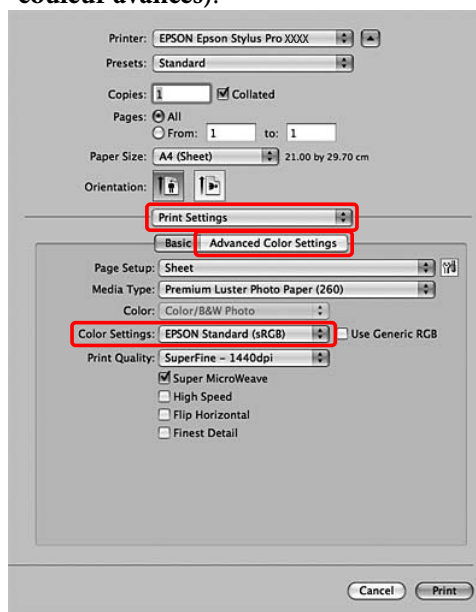 couleur avancés).
Printer: EPSON Epson Stylus Pro XXXX
Presets: Standard
Copies: 1 Collated
Pages: All
From: 1 to: 1
Paper Size: A4 (Sheet) 21.00 by 29.70 cm
Orientation:
Print Settings
Basic Advanced Color Settings
Page Setup: Sheet
Media Type: Premium Luster Photo Paper (260)
Color: Color/B&W Photo
Color Settings: EPSON Standard (sRGB) Use Generic RGB
Print Quality: SuperFine – 1440dpi
Super MicroWeave
High Speed
Flip Horizontal
Finest Detail
Cancel Print